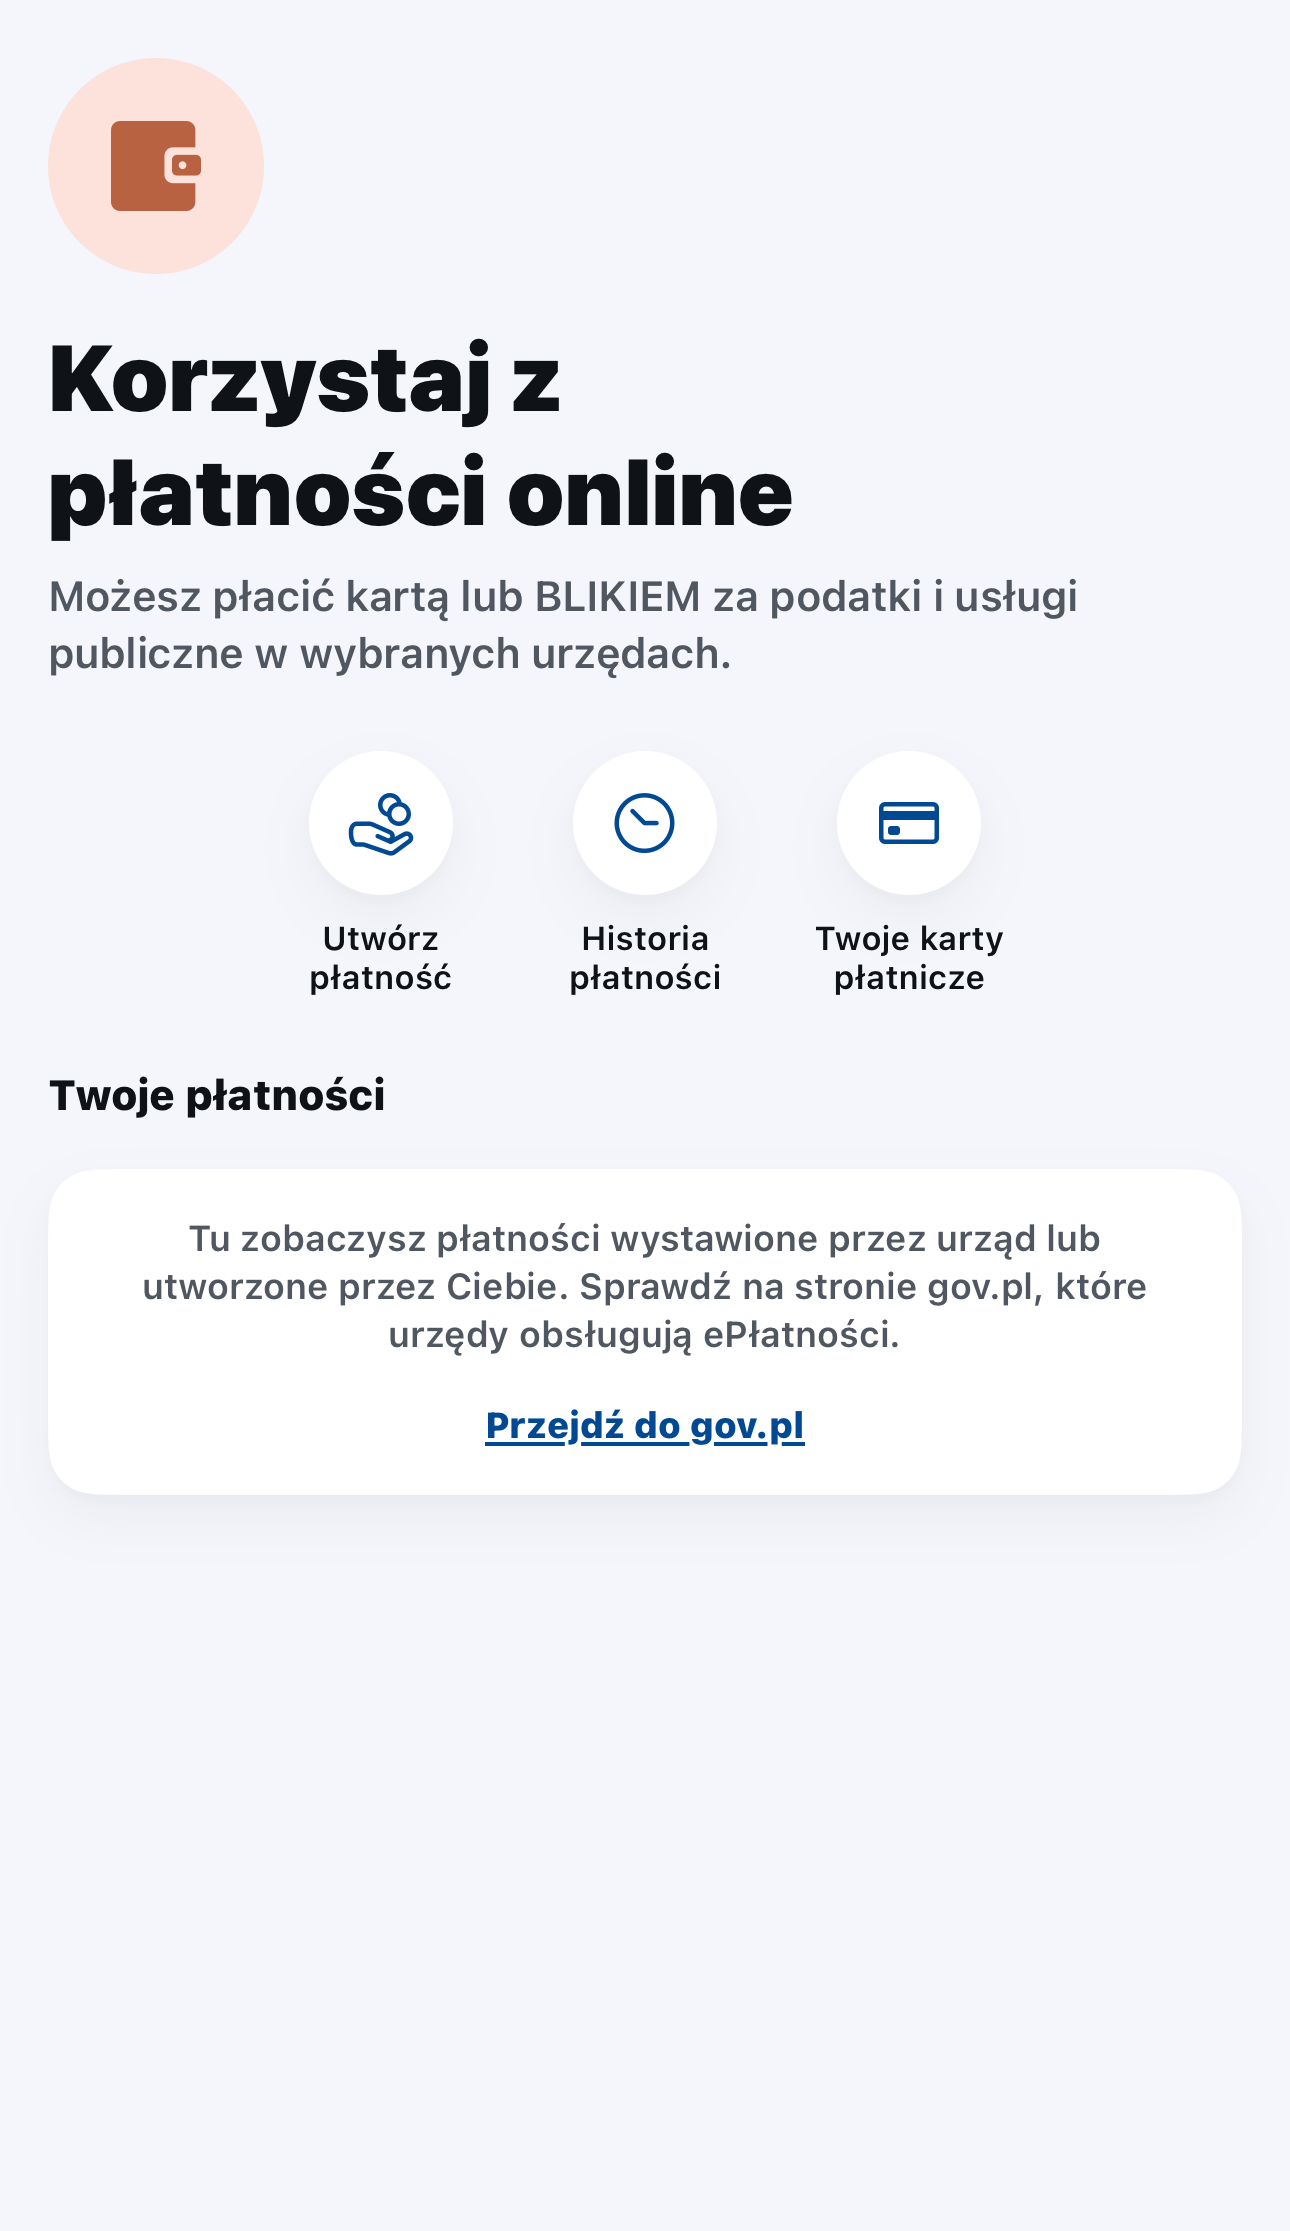 Korzystaj z
płatności online
Możesz płacić kartą lub BLIKIEM za podatki i usługi
publiczne w wybranych urzędach.
Utwórz
płatność
Historia
płatności
Twoje karty
płatnicze
Twoje płatności
Tu zobaczysz płatności wystawione przez urząd lub
utworzone przez Ciebie. Sprawdź na stronie gov.pl, które
urzędy obsługują ePłatności.
Przejdź do gov.pl